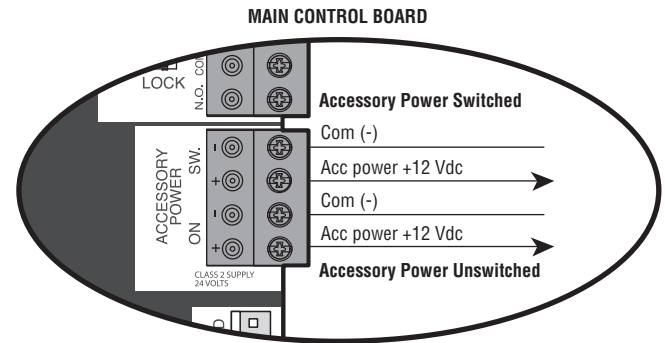 MAIN CONTROL BOARD
LOCK
N.O.
Accessory Power Switched
ACCESSORY
POWER
SW.
ON
-
+
-
+
Com (-)
Acc power +12 Vdc
Com (-)
Acc power +12 Vdc
CLASS 2 SUPPLY
24 VOLTS
Accessory Power Unswitched